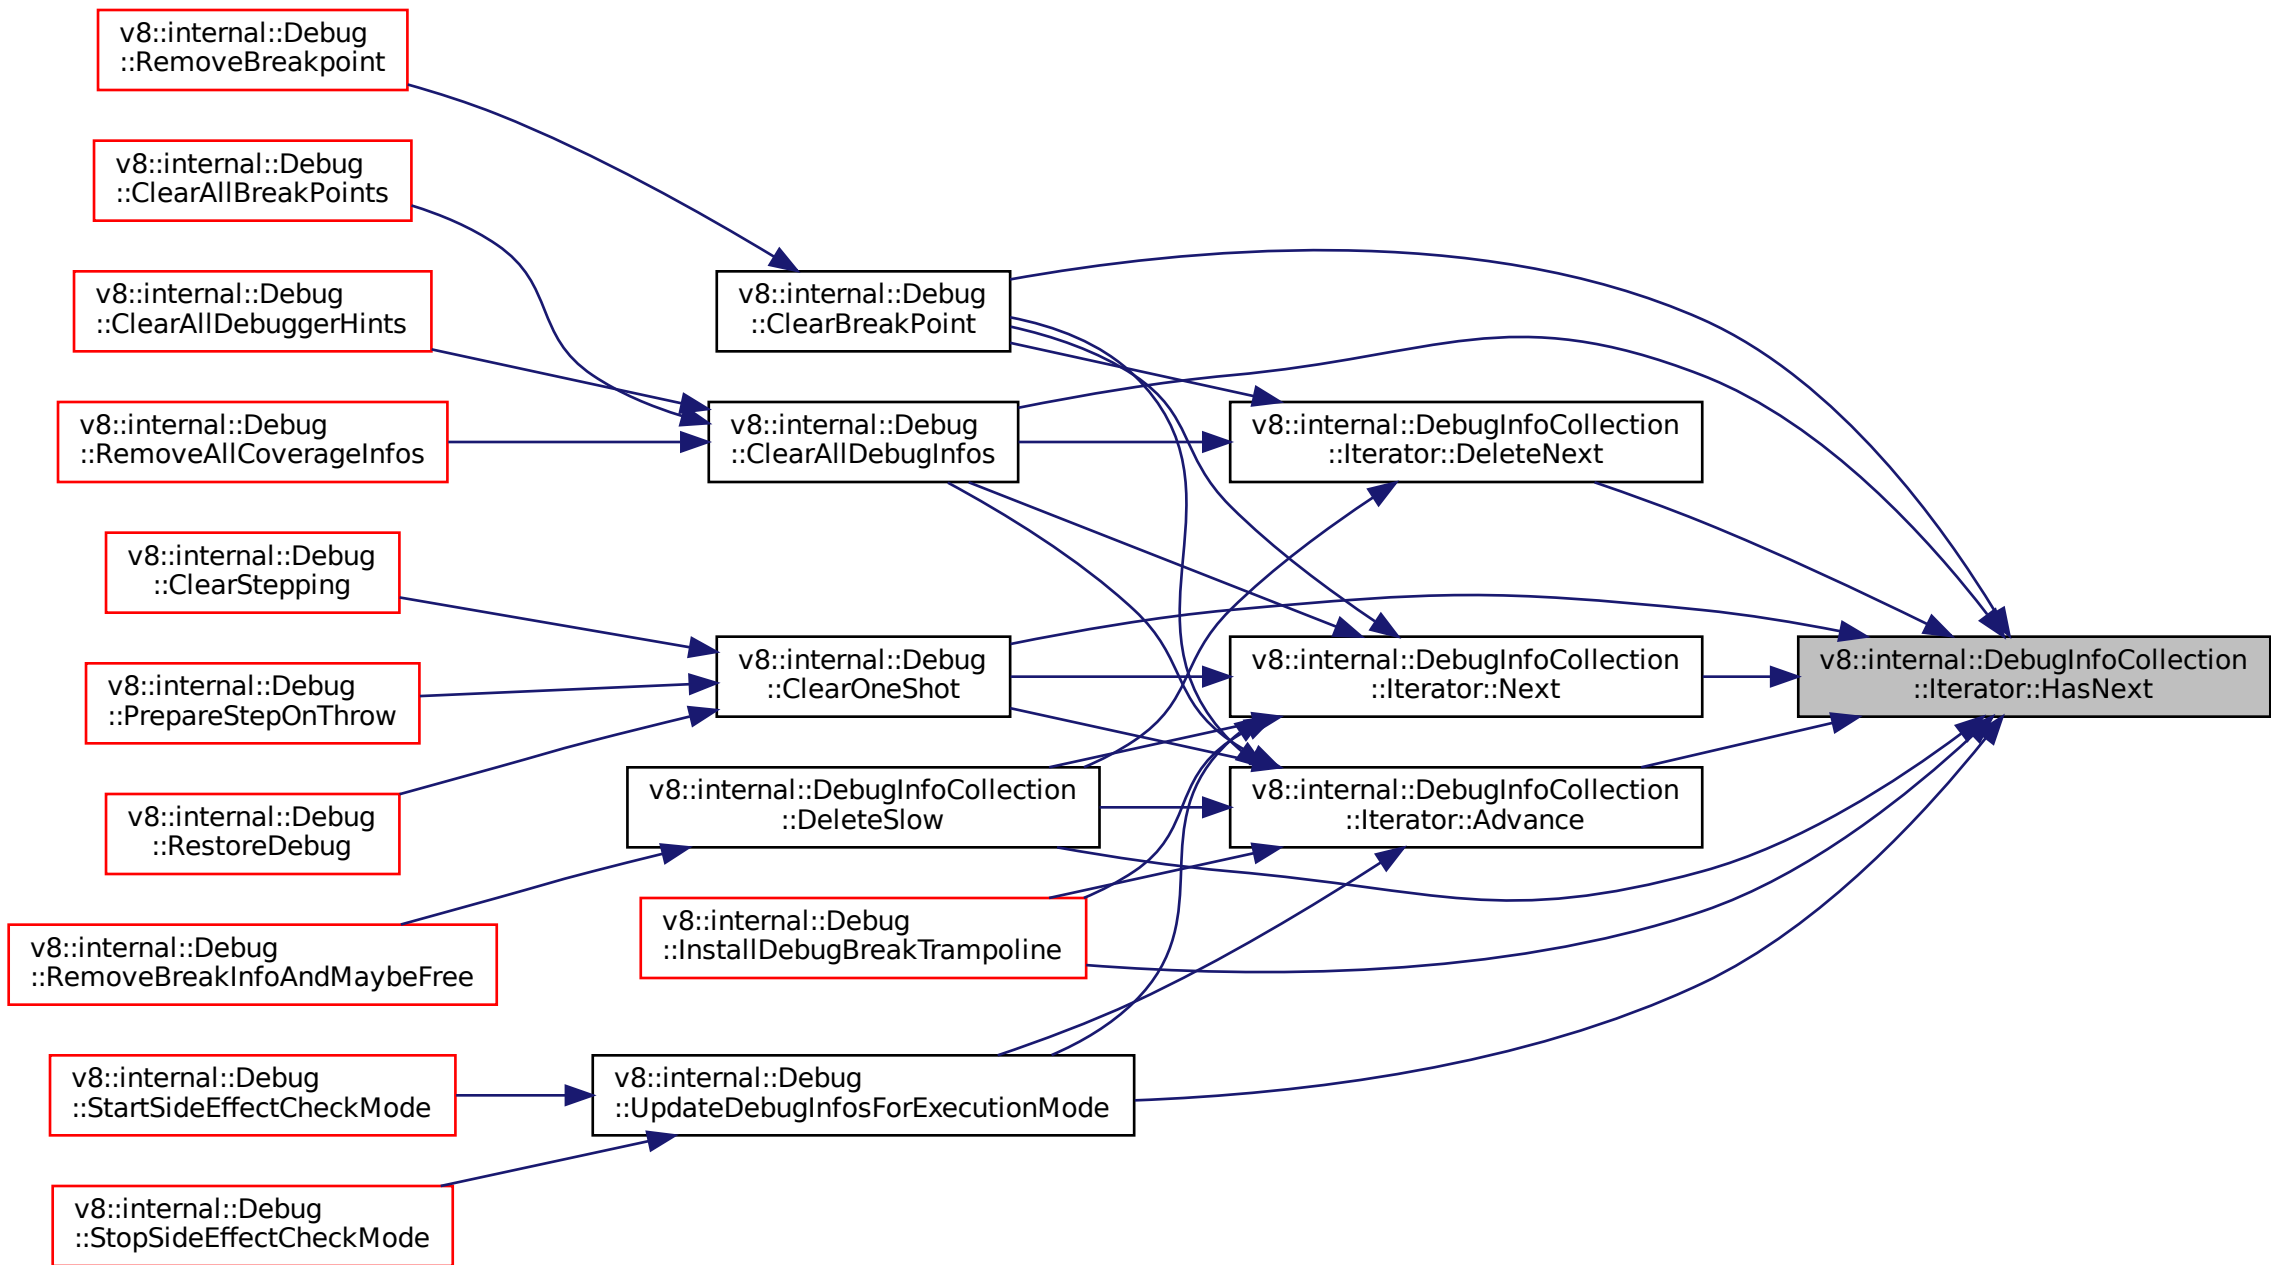 v8::internal::Debug
::RemoveBreakpoint
v8::internal::Debug
::ClearAllBreakPoints
v8::internal::Debug
::ClearAllDebuggerHints
v8::internal::Debug
::RemoveAllCoverageInfos
v8::internal::Debug
::ClearStepping
v8::internal::Debug
::PrepareStepOnThrow
v8::internal::Debug
::RestoreDebug
v8::internal::Debug
::RemoveBreakInfoAndMaybeFree
v8::internal::Debug
::StartSideEffectCheckMode
v8::internal::Debug
::StopSideEffectCheckMode
v8::internal::Debug
::ClearBreakPoint
v8::internal::Debug
::ClearAllDebugInfos
v8::internal::Debug
::ClearOneShot
v8::internal::DebugInfoCollection
::DeleteSlow
v8::internal::Debug
::InstallDebugBreakTrampoline
v8::internal::Debug
::UpdateDebugInfosForExecutionMode
v8::internal::DebugInfoCollection
::Iterator::DeleteNext
v8::internal::DebugInfoCollection
::Iterator::Next
v8::internal::DebugInfoCollection
::Iterator::Advance
v8::internal::DebugInfoCollection
::Iterator::HasNext